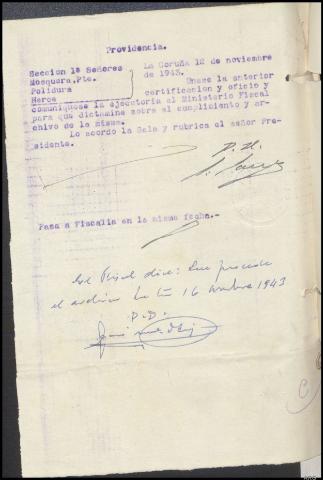 Providencia.
Seccion 1ª Señores
Mosquera, Pte.
Polidura
Heroe
La Coruña 12 de noviembre
de 1943.
Unase la anterior
certificacion y oficio y
comuniquese la ejecutoria al Ministerio Fiscal
para que dictamine sobre el cumplimiento y ar-
chivo de la misma.
Lo acordo la Sala y rubrica el señor Pre-
sidente.
Pasa a Fiscalia en la misma fecha.-
El Fiscal dice: Que procede
el archivo 16 1943
P.D.
C